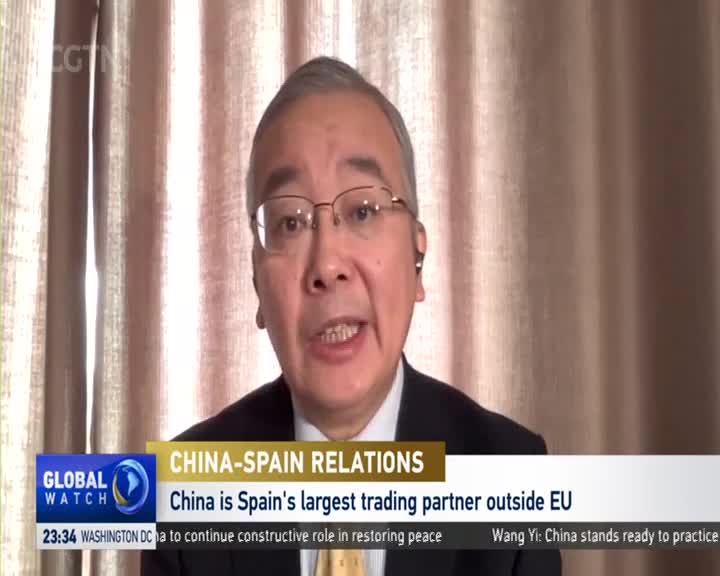 CGTN
CHINA-SPAIN RELATIONS
GLOBAL
WATCH
China is Spain's largest trading partner outside EU
23:34 WASHINGTON DC
na to continue constructive role in restoring peace Wang Yi: China stands ready to practice